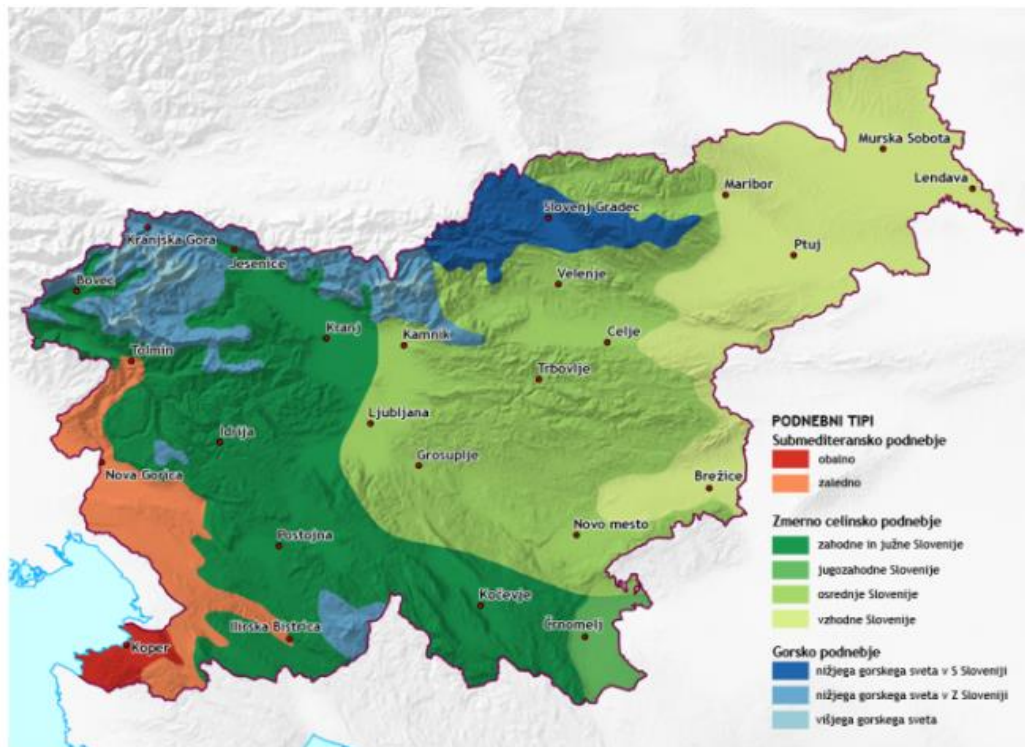 Murska Sobota
Lendava
Maribor
Slovenj Gradec
Kranjska Gora
Jesenice
Ptuj
Bovec
Velenje
Kranj
Kamnik
Celje
Tolmin
Trbovlje
Ljubljana
Idrija
Grosuplje
Nova Gorica
Brežice
Novo mesto
Postojna
Kočevje
Ilirska Bistrica
Črnomelj
Koper
PODNEBNI TIPI
Submediteransko podnebje
obalno
zaledno
Zmerno celinsko podnebje
zahodne in južne Slovenije
jugozahodne Slovenije
osrednje Slovenije
vzhodne Slovenije
Gorsko podnebje
nižjega gorskega sveta v S Sloveniji
nižjega gorskega sveta v Z Sloveniji
višjega gorskega sveta